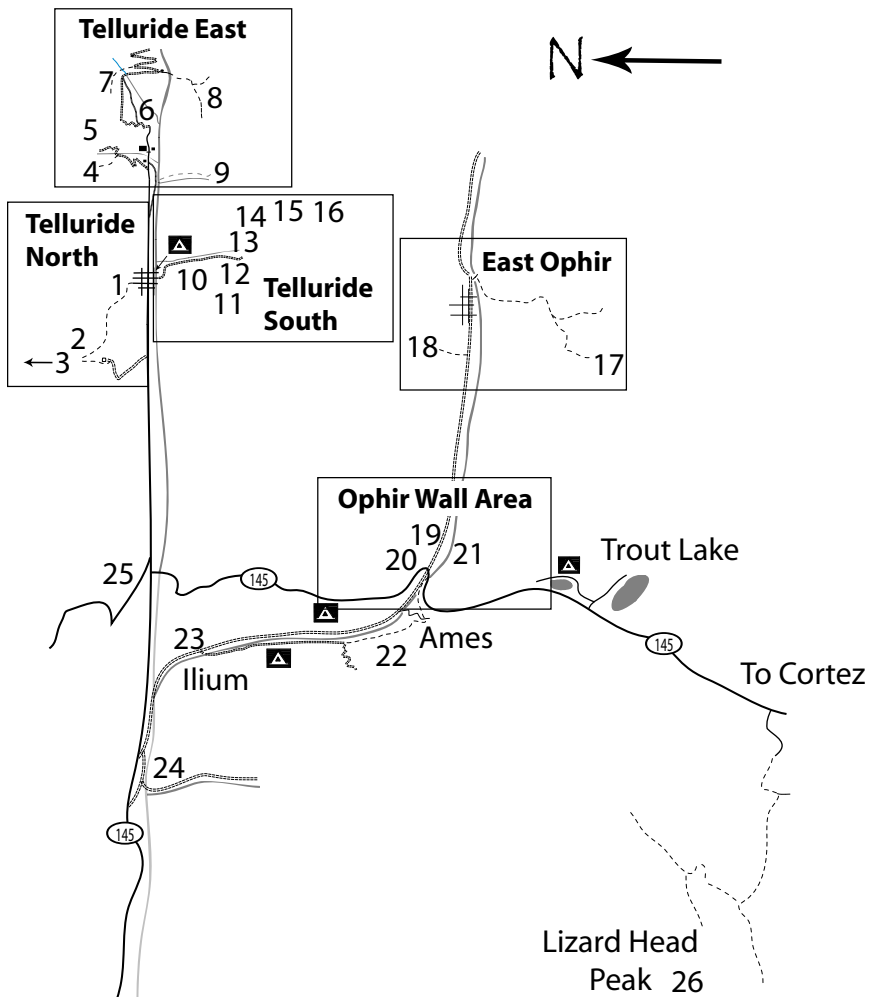 Telluride East
N
7
8
6
5
4
9
Telluride
North
14 15 16
13
1
10
12
11
Telluride
South
2
3
East Ophir
18
17
Ophir Wall Area
19
20
21
Trout Lake
25
145
Ames
23
22
Ilium
145
To Cortez
24
145
Lizard Head
Peak 26